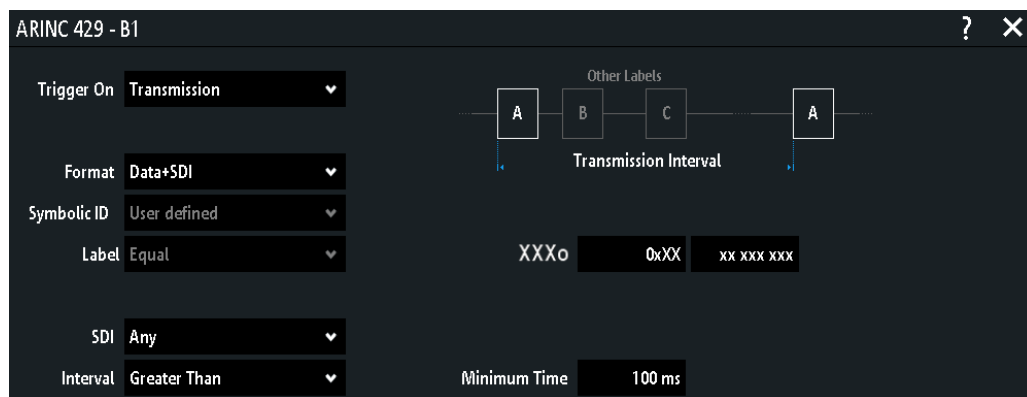 ARINC 429 - B1 ? ✕
Other Labels
Trigger On Transmission
A B C A
Transmission Interval
Format Data+SDI
Symbolic ID User defined
Label Equal XXXo 0xXX xx xxx xxx
SDI Any
Interval Greater Than Minimum Time 100 ms